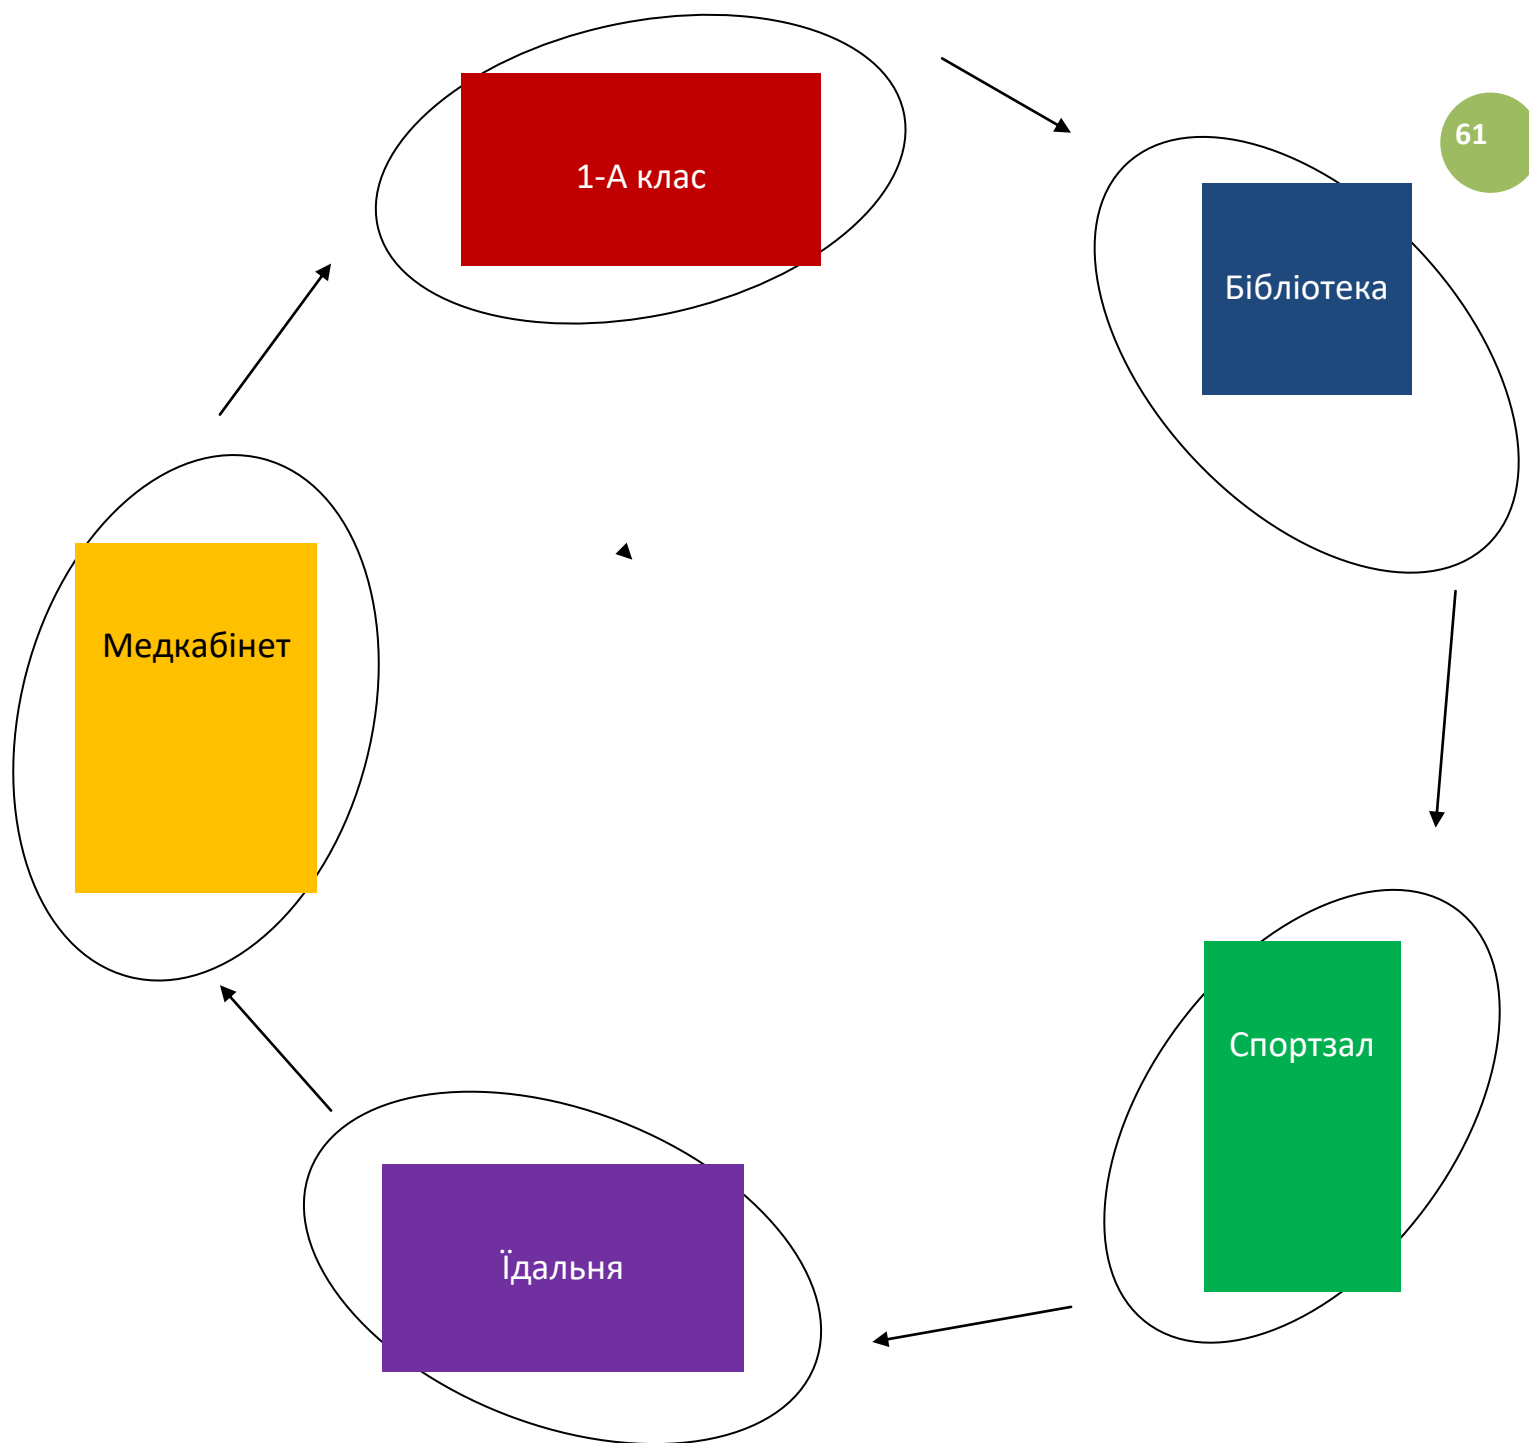 1-А клас
61
Бібліотека
Медкабінет
Спортзал
Їдальня